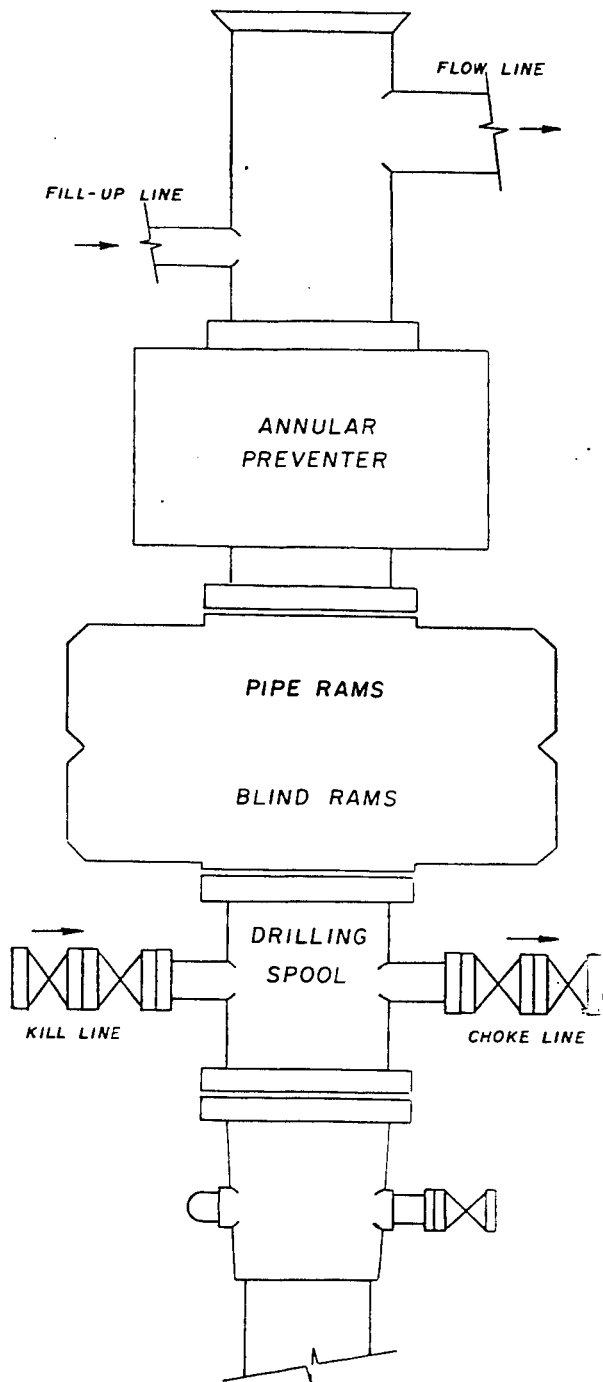 FLOW LINE
FILL-UP LINE
ANNULAR
PREVENTER
PIPE RAMS
BLIND RAMS
DRILLING
SPOOL
KILL LINE
CHOKE LINE